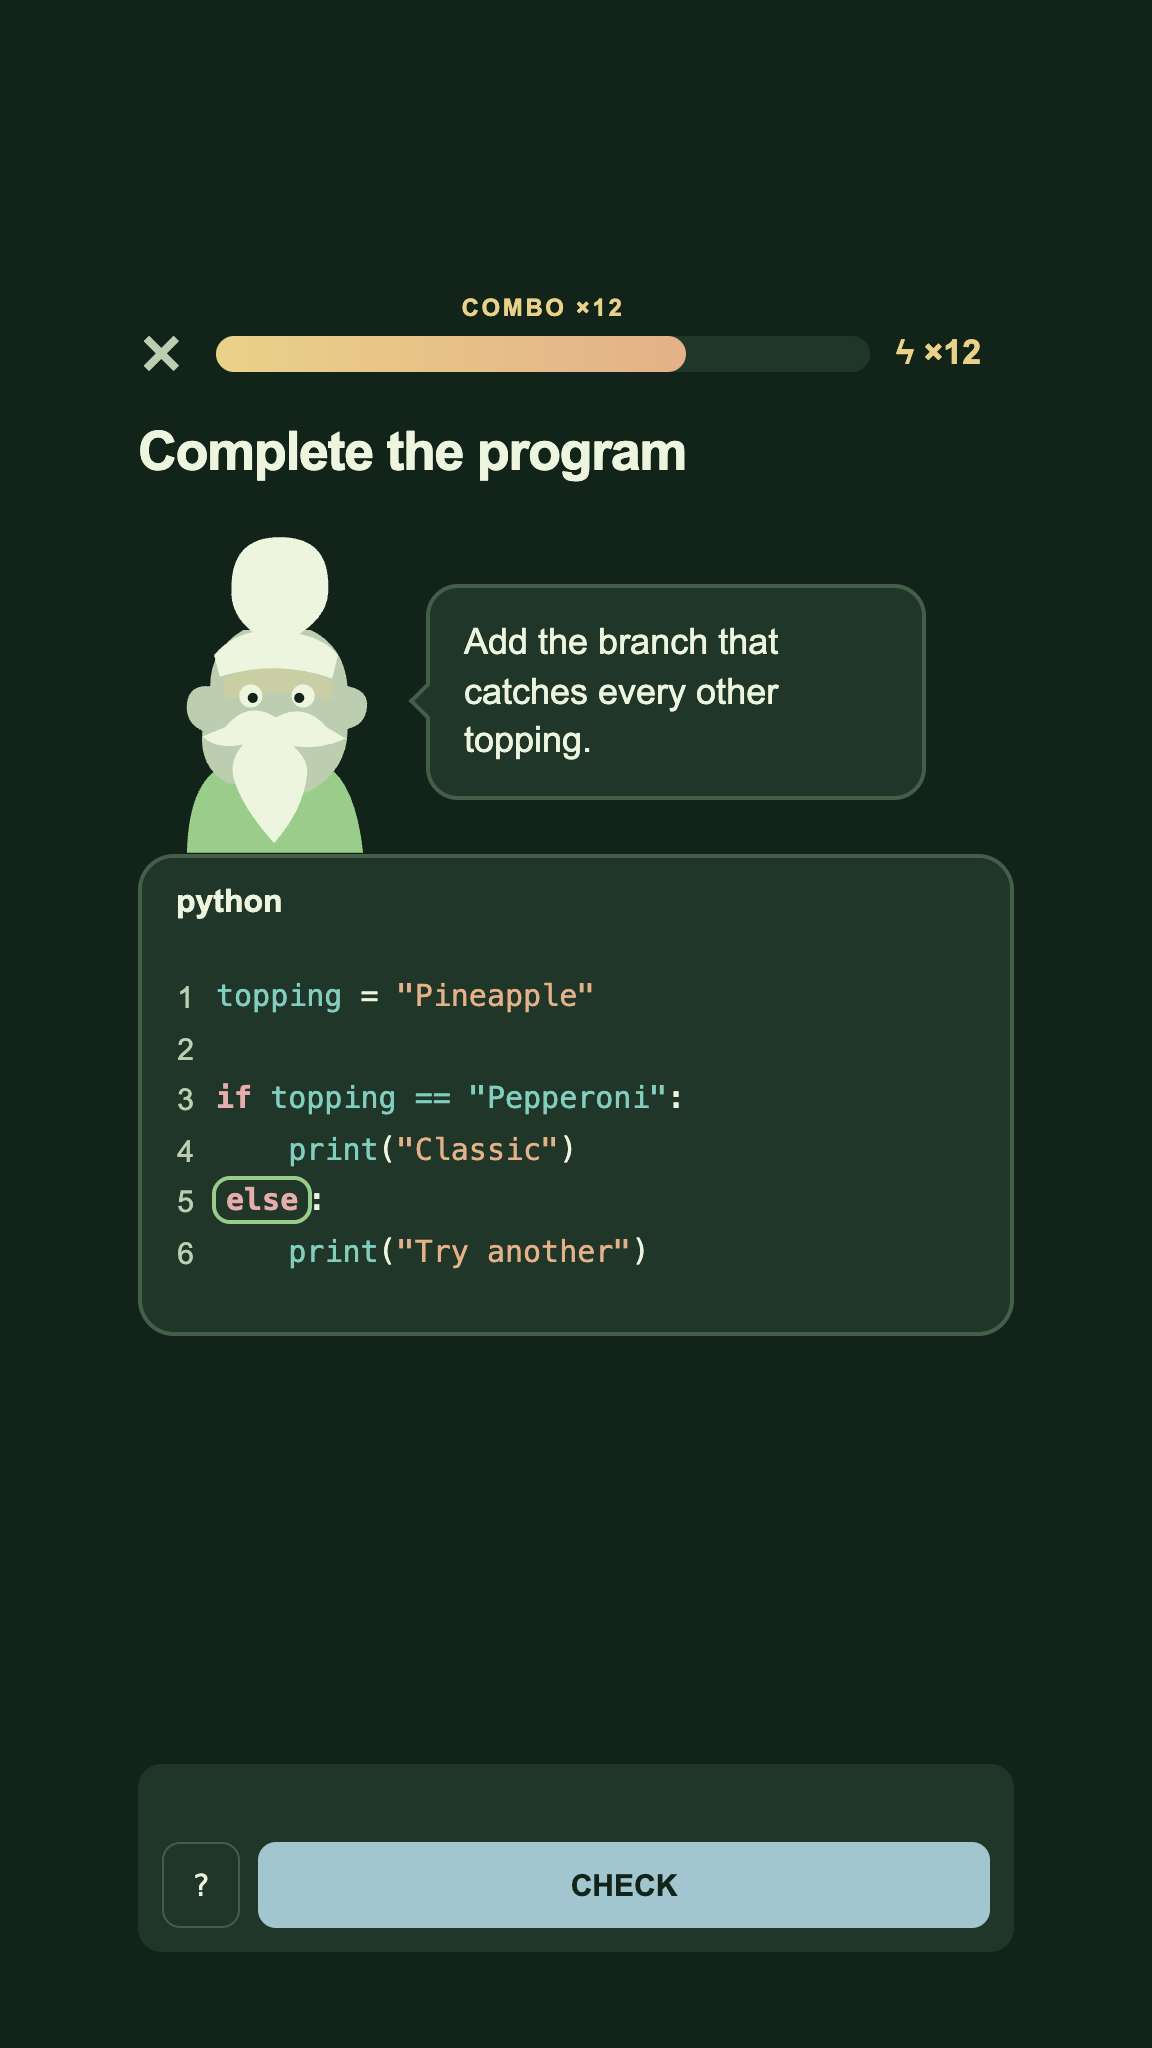 COMBO ×12
×12
Complete the program
Add the branch that
catches every other
topping.
python
1 topping = "Pineapple"
2
3 if topping == "Pepperoni":
4     print("Classic")
5 else:
6     print("Try another")
?
CHECK